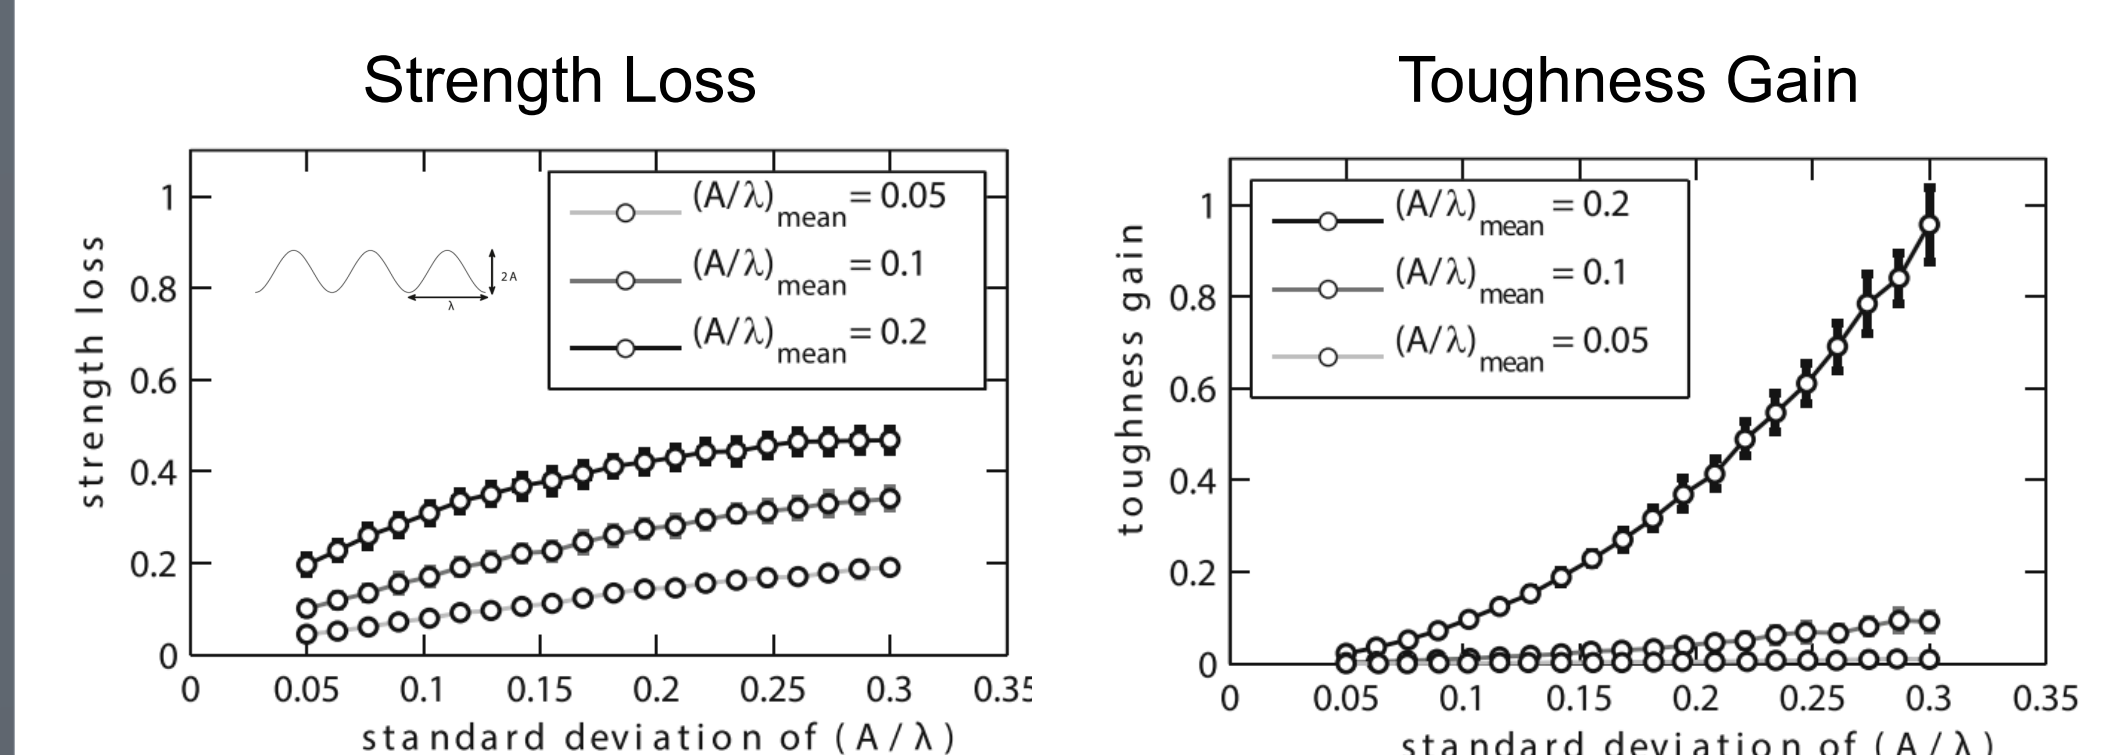 Strength Loss
strength loss
1
0.8
0.6
0.4
0.2
0
(A/λ)mean = 0.05
(A/λ)mean = 0.1
(A/λ)mean = 0.2
2A
λ
0 0.05 0.1 0.15 0.2 0.25 0.3 0.35
standard deviation of (A/λ)
Toughness Gain
toughness gain
1
0.8
0.6
0.4
0.2
0
(A/λ)mean = 0.2
(A/λ)mean = 0.1
(A/λ)mean = 0.05
0 0.05 0.1 0.15 0.2 0.25 0.3 0.35
standard deviation of (A/λ)